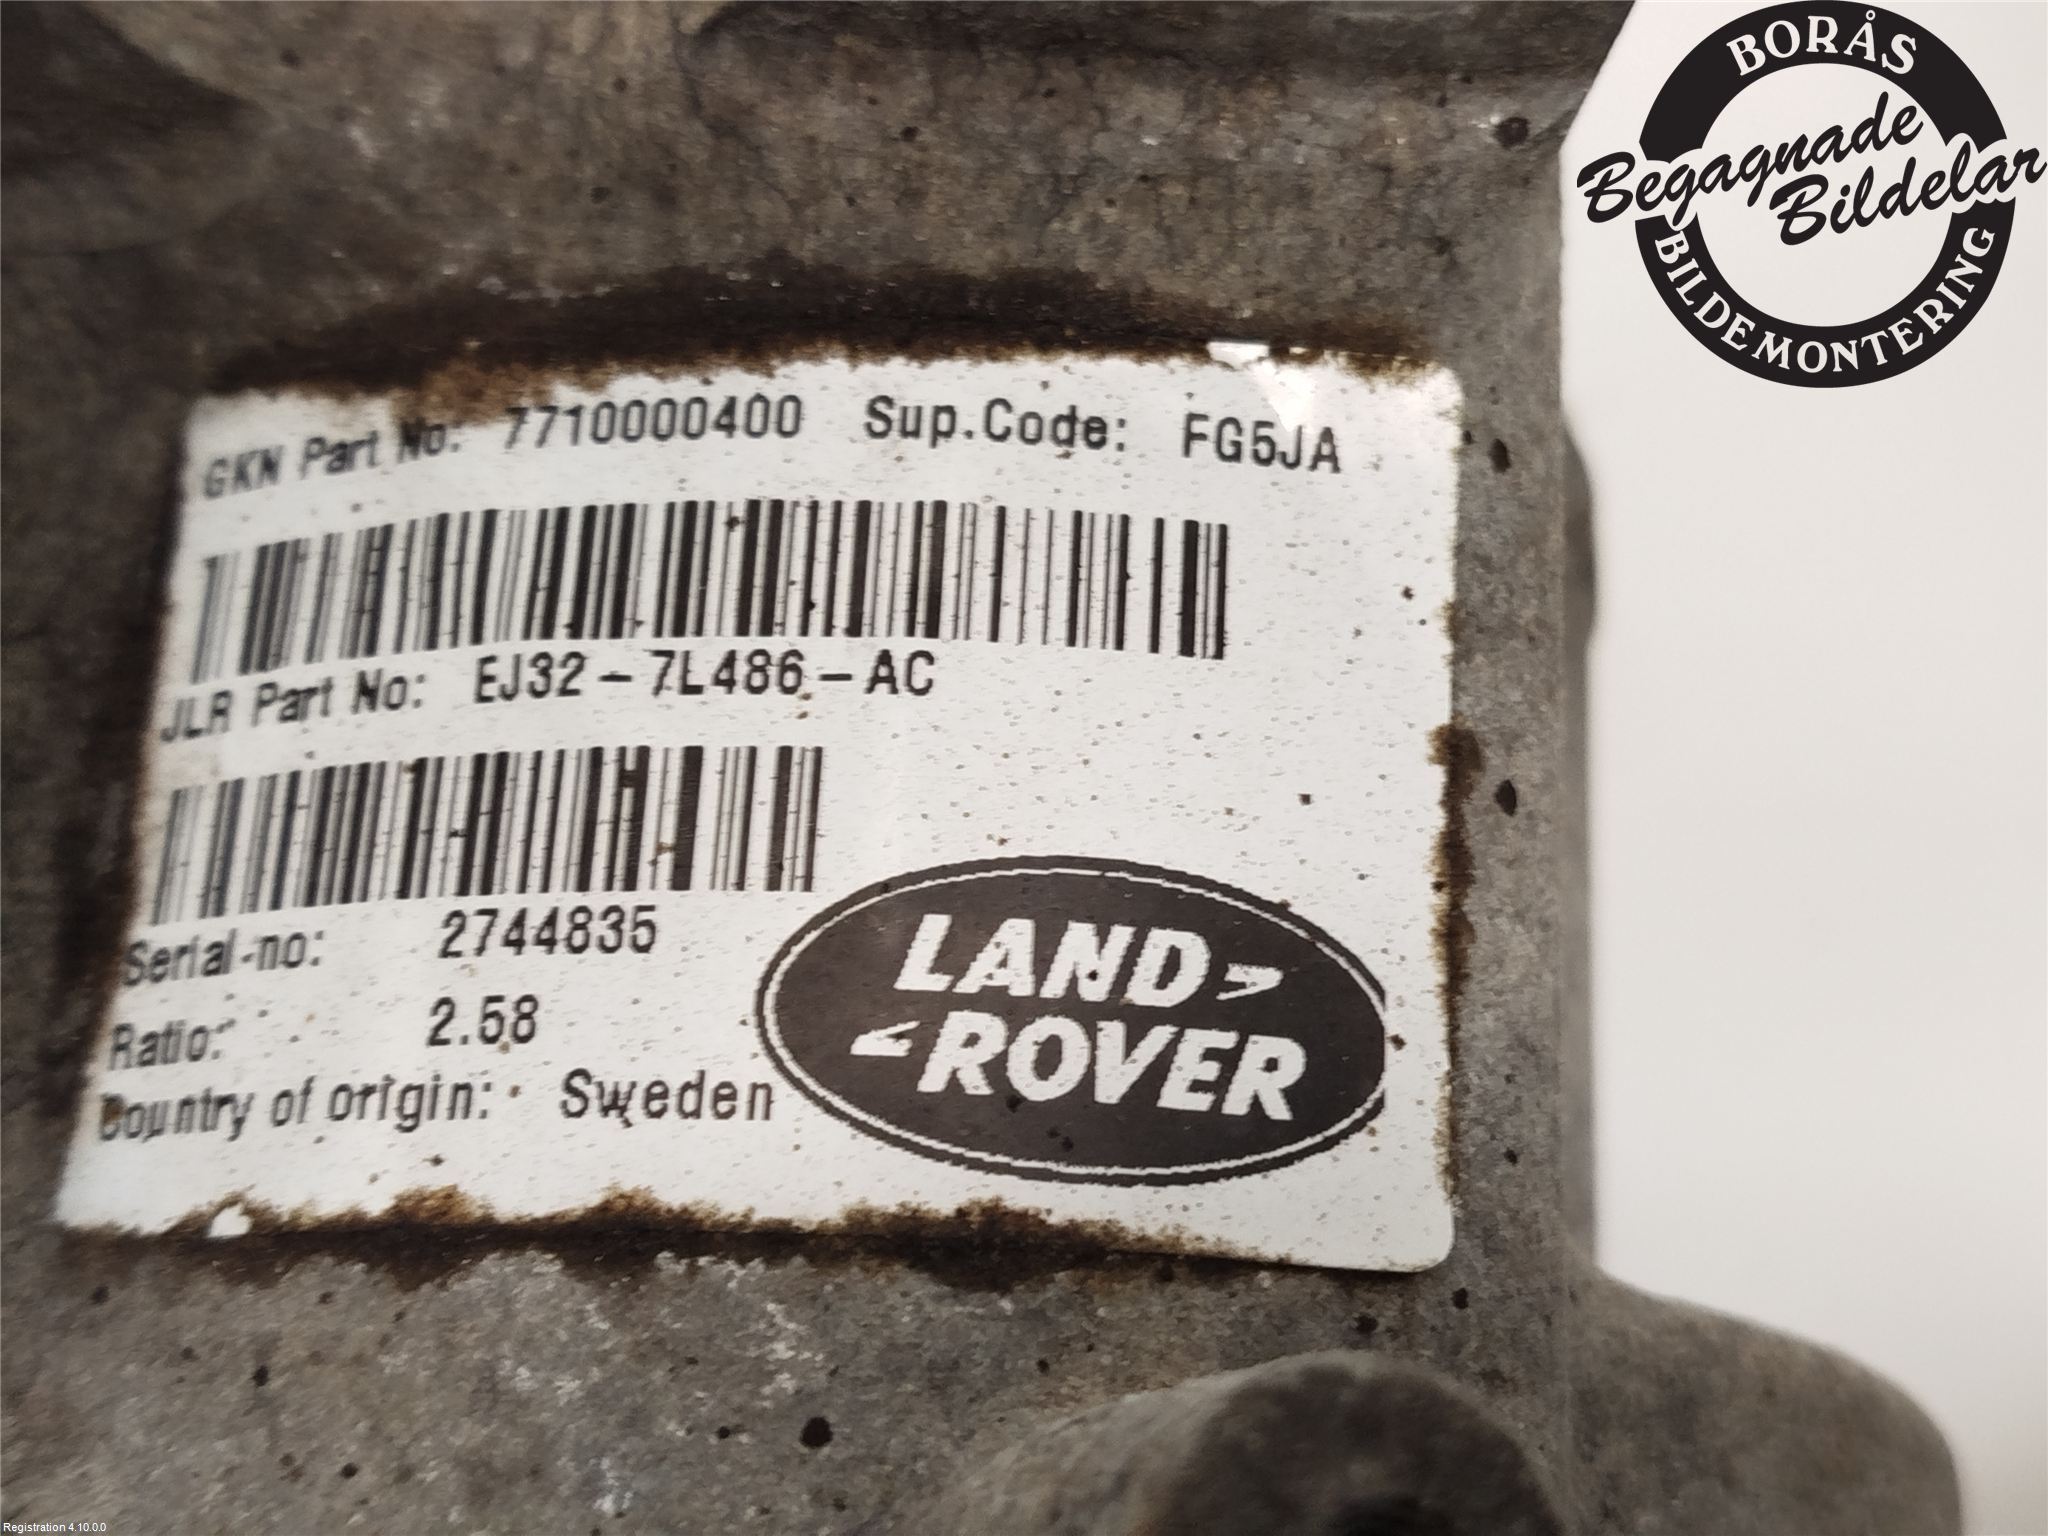 BORÅS
Begagnade
Bildelar
BILDEMONTERING
GKN Part No: 7710000400 Sup.Code: FG5JA
JLR Part No: EJ32-7L486-AC
Serial-no: 2744835
Ratio: 2.58
Country of origin: Sweden
LAND
ROVER
Registration 4.10.0.0